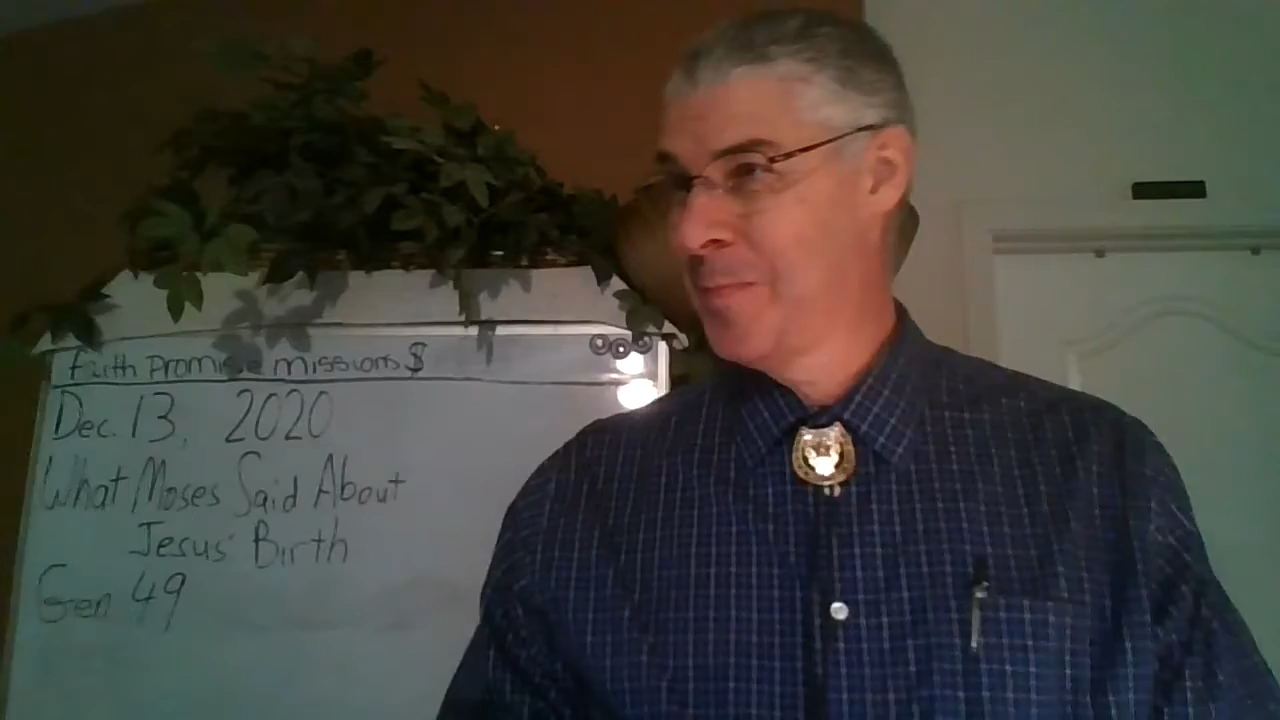 Faith Promise missions $
Dec. 13, 2020
What Moses Said About
Jesus' Birth
Gen 49